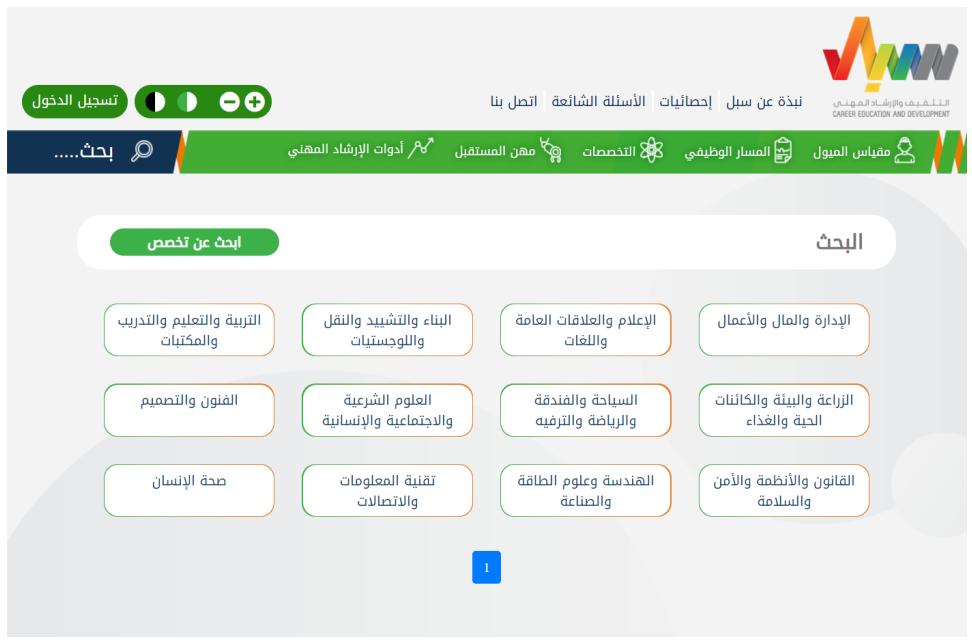 سبل
التثقيف والإرشاد المهني
CAREER EDUCATION AND DEVELOPMENT
نبذة عن سبل
إحصائيات
الأسئلة الشائعة
اتصل بنا
تسجيل الدخول
مقياس الميول
المسار الوظيفي
التخصصات
مهن المستقبل
أدوات الإرشاد المهني
بحث.....
البحث
ابحث عن تخصص
الإدارة والمال والأعمال
الإعلام والعلاقات العامة
واللغات
البناء والتشييد والنقل
واللوجستيات
التربية والتعليم والتدريب
والمكتبات
الزراعة والبيئة والكائنات
الحية والغذاء
السياحة والفندقة
والرياضة والترفيه
العلوم الشرعية
والاجتماعية والإنسانية
الفنون والتصميم
القانون والأنظمة والأمن
والسلامة
الهندسة وعلوم الطاقة
والصناعة
تقنية المعلومات
والاتصالات
صحة الإنسان
1